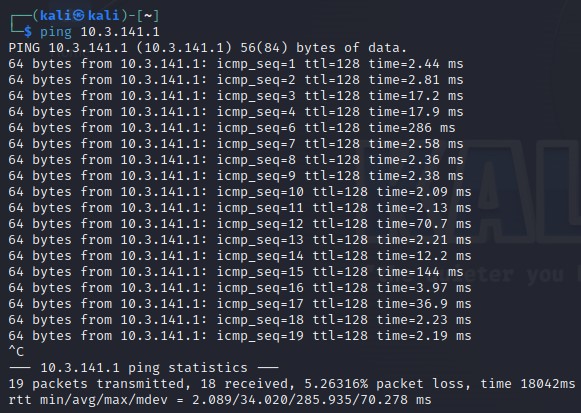 ┌──(kali㉿kali)-[~]
└─$ ping 10.3.141.1
PING 10.3.141.1 (10.3.141.1) 56(84) bytes of data.
64 bytes from 10.3.141.1: icmp_seq=1 ttl=128 time=2.44 ms
64 bytes from 10.3.141.1: icmp_seq=2 ttl=128 time=2.81 ms
64 bytes from 10.3.141.1: icmp_seq=3 ttl=128 time=17.2 ms
64 bytes from 10.3.141.1: icmp_seq=4 ttl=128 time=17.9 ms
64 bytes from 10.3.141.1: icmp_seq=6 ttl=128 time=286 ms
64 bytes from 10.3.141.1: icmp_seq=7 ttl=128 time=2.58 ms
64 bytes from 10.3.141.1: icmp_seq=8 ttl=128 time=2.36 ms
64 bytes from 10.3.141.1: icmp_seq=9 ttl=128 time=2.38 ms
64 bytes from 10.3.141.1: icmp_seq=10 ttl=128 time=2.09 ms
64 bytes from 10.3.141.1: icmp_seq=11 ttl=128 time=2.13 ms
64 bytes from 10.3.141.1: icmp_seq=12 ttl=128 time=70.7 ms
64 bytes from 10.3.141.1: icmp_seq=13 ttl=128 time=2.21 ms
64 bytes from 10.3.141.1: icmp_seq=14 ttl=128 time=12.2 ms
64 bytes from 10.3.141.1: icmp_seq=15 ttl=128 time=144 ms
64 bytes from 10.3.141.1: icmp_seq=16 ttl=128 time=3.97 ms
64 bytes from 10.3.141.1: icmp_seq=17 ttl=128 time=36.9 ms
64 bytes from 10.3.141.1: icmp_seq=18 ttl=128 time=2.23 ms
64 bytes from 10.3.141.1: icmp_seq=19 ttl=128 time=2.19 ms
^C
--- 10.3.141.1 ping statistics ---
19 packets transmitted, 18 received, 5.26316% packet loss, time 18042ms
rtt min/avg/max/mdev = 2.089/34.020/285.935/70.278 ms